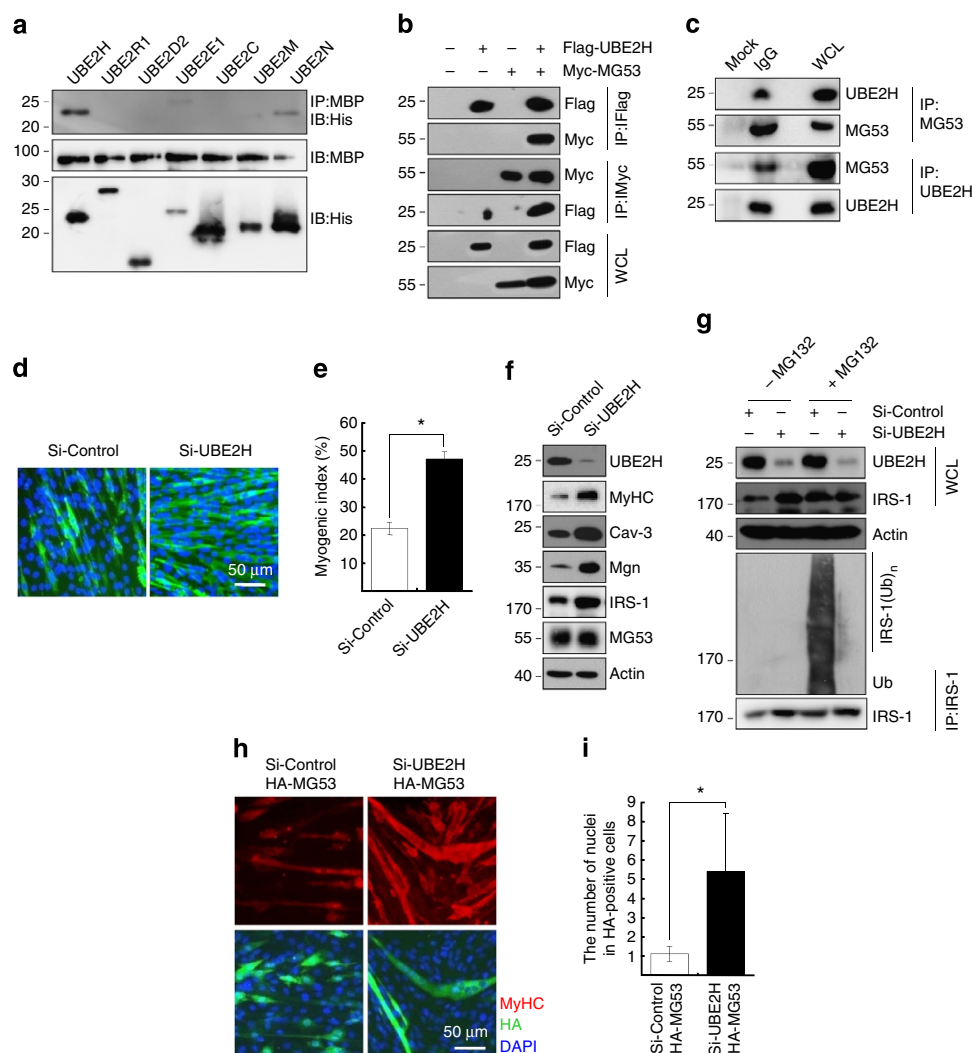 a
UBE2H
UBE2R1
UBE2D2
UBE2E1
UBE2C
UBE2M
UBE2N
25
20
IP:MBP
IB:His
100
IB:MBP
30
25
20
IB:His
b
– + – + Flag-UBE2H
– – + + Myc-MG53
25 Flag
55 Myc
IP:IFlag
55 Myc
25 Flag
IP:IMyc
25 Flag
55 Myc
WCL
c
Mock
IgG
WCL
25 UBE2H
55 MG53
IP:
MG53
55 MG53
25 UBE2H
IP:
UBE2H
d
Si-Control
Si-UBE2H
50 µm
e
Myogenic index (%)
60
50
40
30
20
10
*
Si-Control
Si-UBE2H
f
Si-Control
Si-UBE2H
25 UBE2H
170 MyHC
25 Cav-3
35 Mgn
170 IRS-1
55 MG53
40 Actin
g
– MG132
+ MG132
+ – + – Si-Control
– + – + Si-UBE2H
25 UBE2H
170 IRS-1
WCL
40 Actin
IRS-1(Ub)n
170
Ub
170 IRS-1
IP:IRS-1
h
Si-Control
HA-MG53
Si-UBE2H
HA-MG53
50 µm
MyHC
HA
DAPI
i
The number of nuclei
in HA-positive cells
9
8
7
6
5
4
3
2
1
*
Si-Control
HA-MG53
Si-UBE2H
HA-MG53